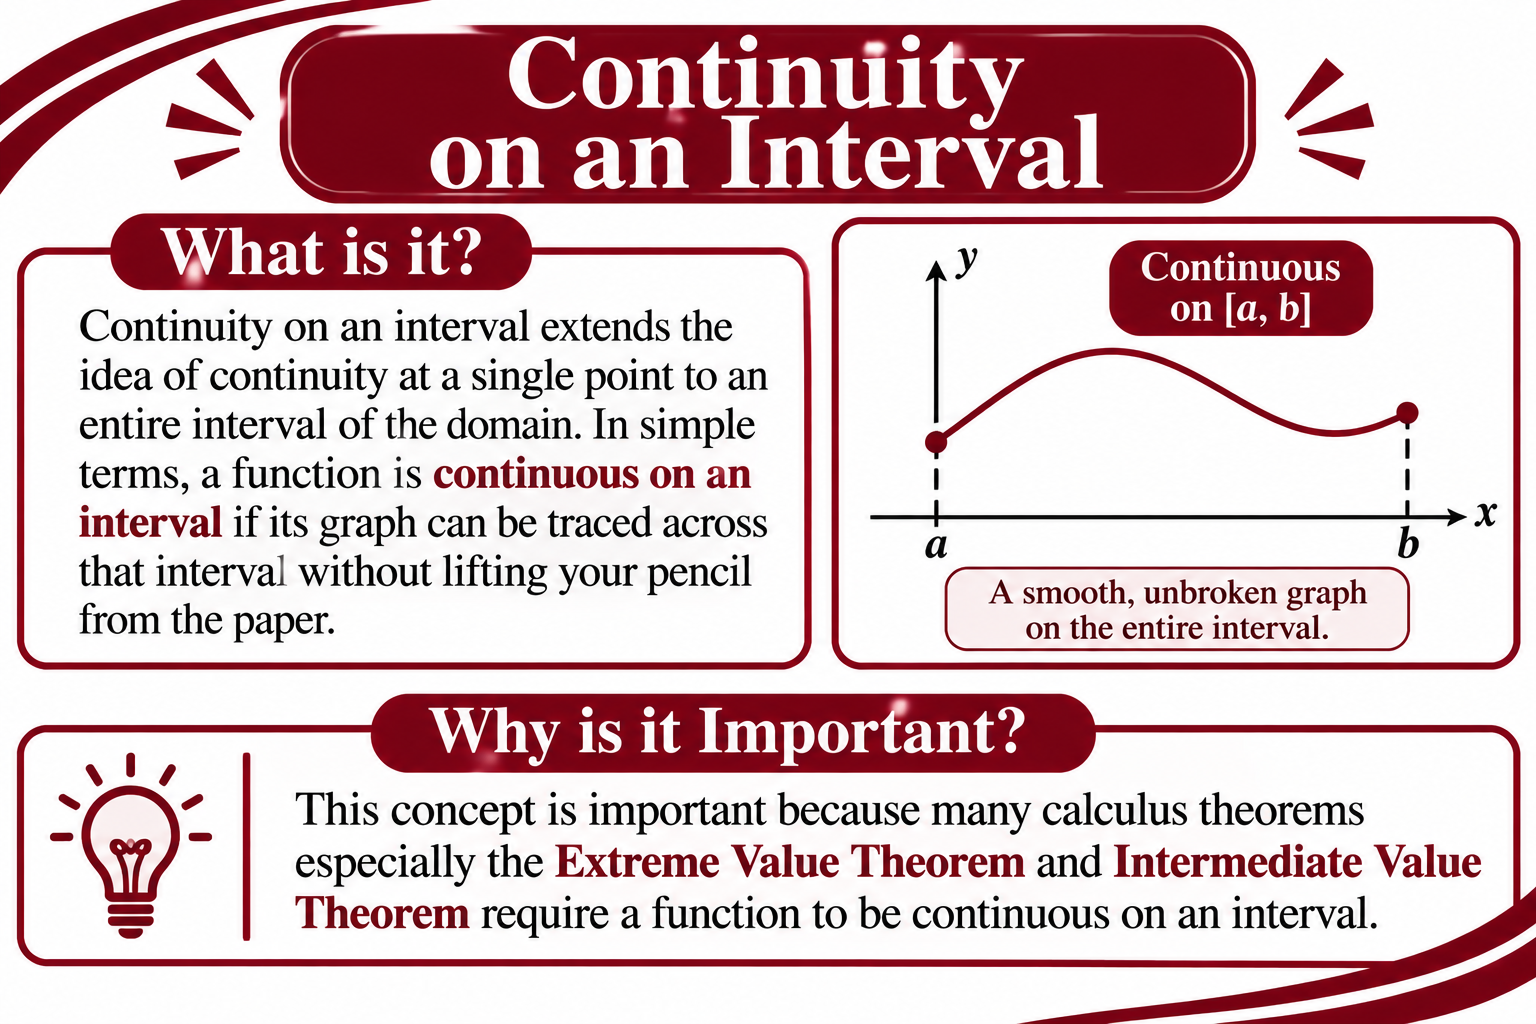 Continuity
on an Interval
What is it?
Continuity on an interval extends the
idea of continuity at a single point to an
entire interval of the domain. In simple
terms, a function is continuous on an
interval if its graph can be traced across
that interval without lifting your pencil
from the paper.
y
Continuous
on [a, b]
x
a
b
A smooth, unbroken graph
on the entire interval.
Why is it Important?
This concept is important because many calculus theorems
especially the Extreme Value Theorem and Intermediate Value
Theorem require a function to be continuous on an interval.